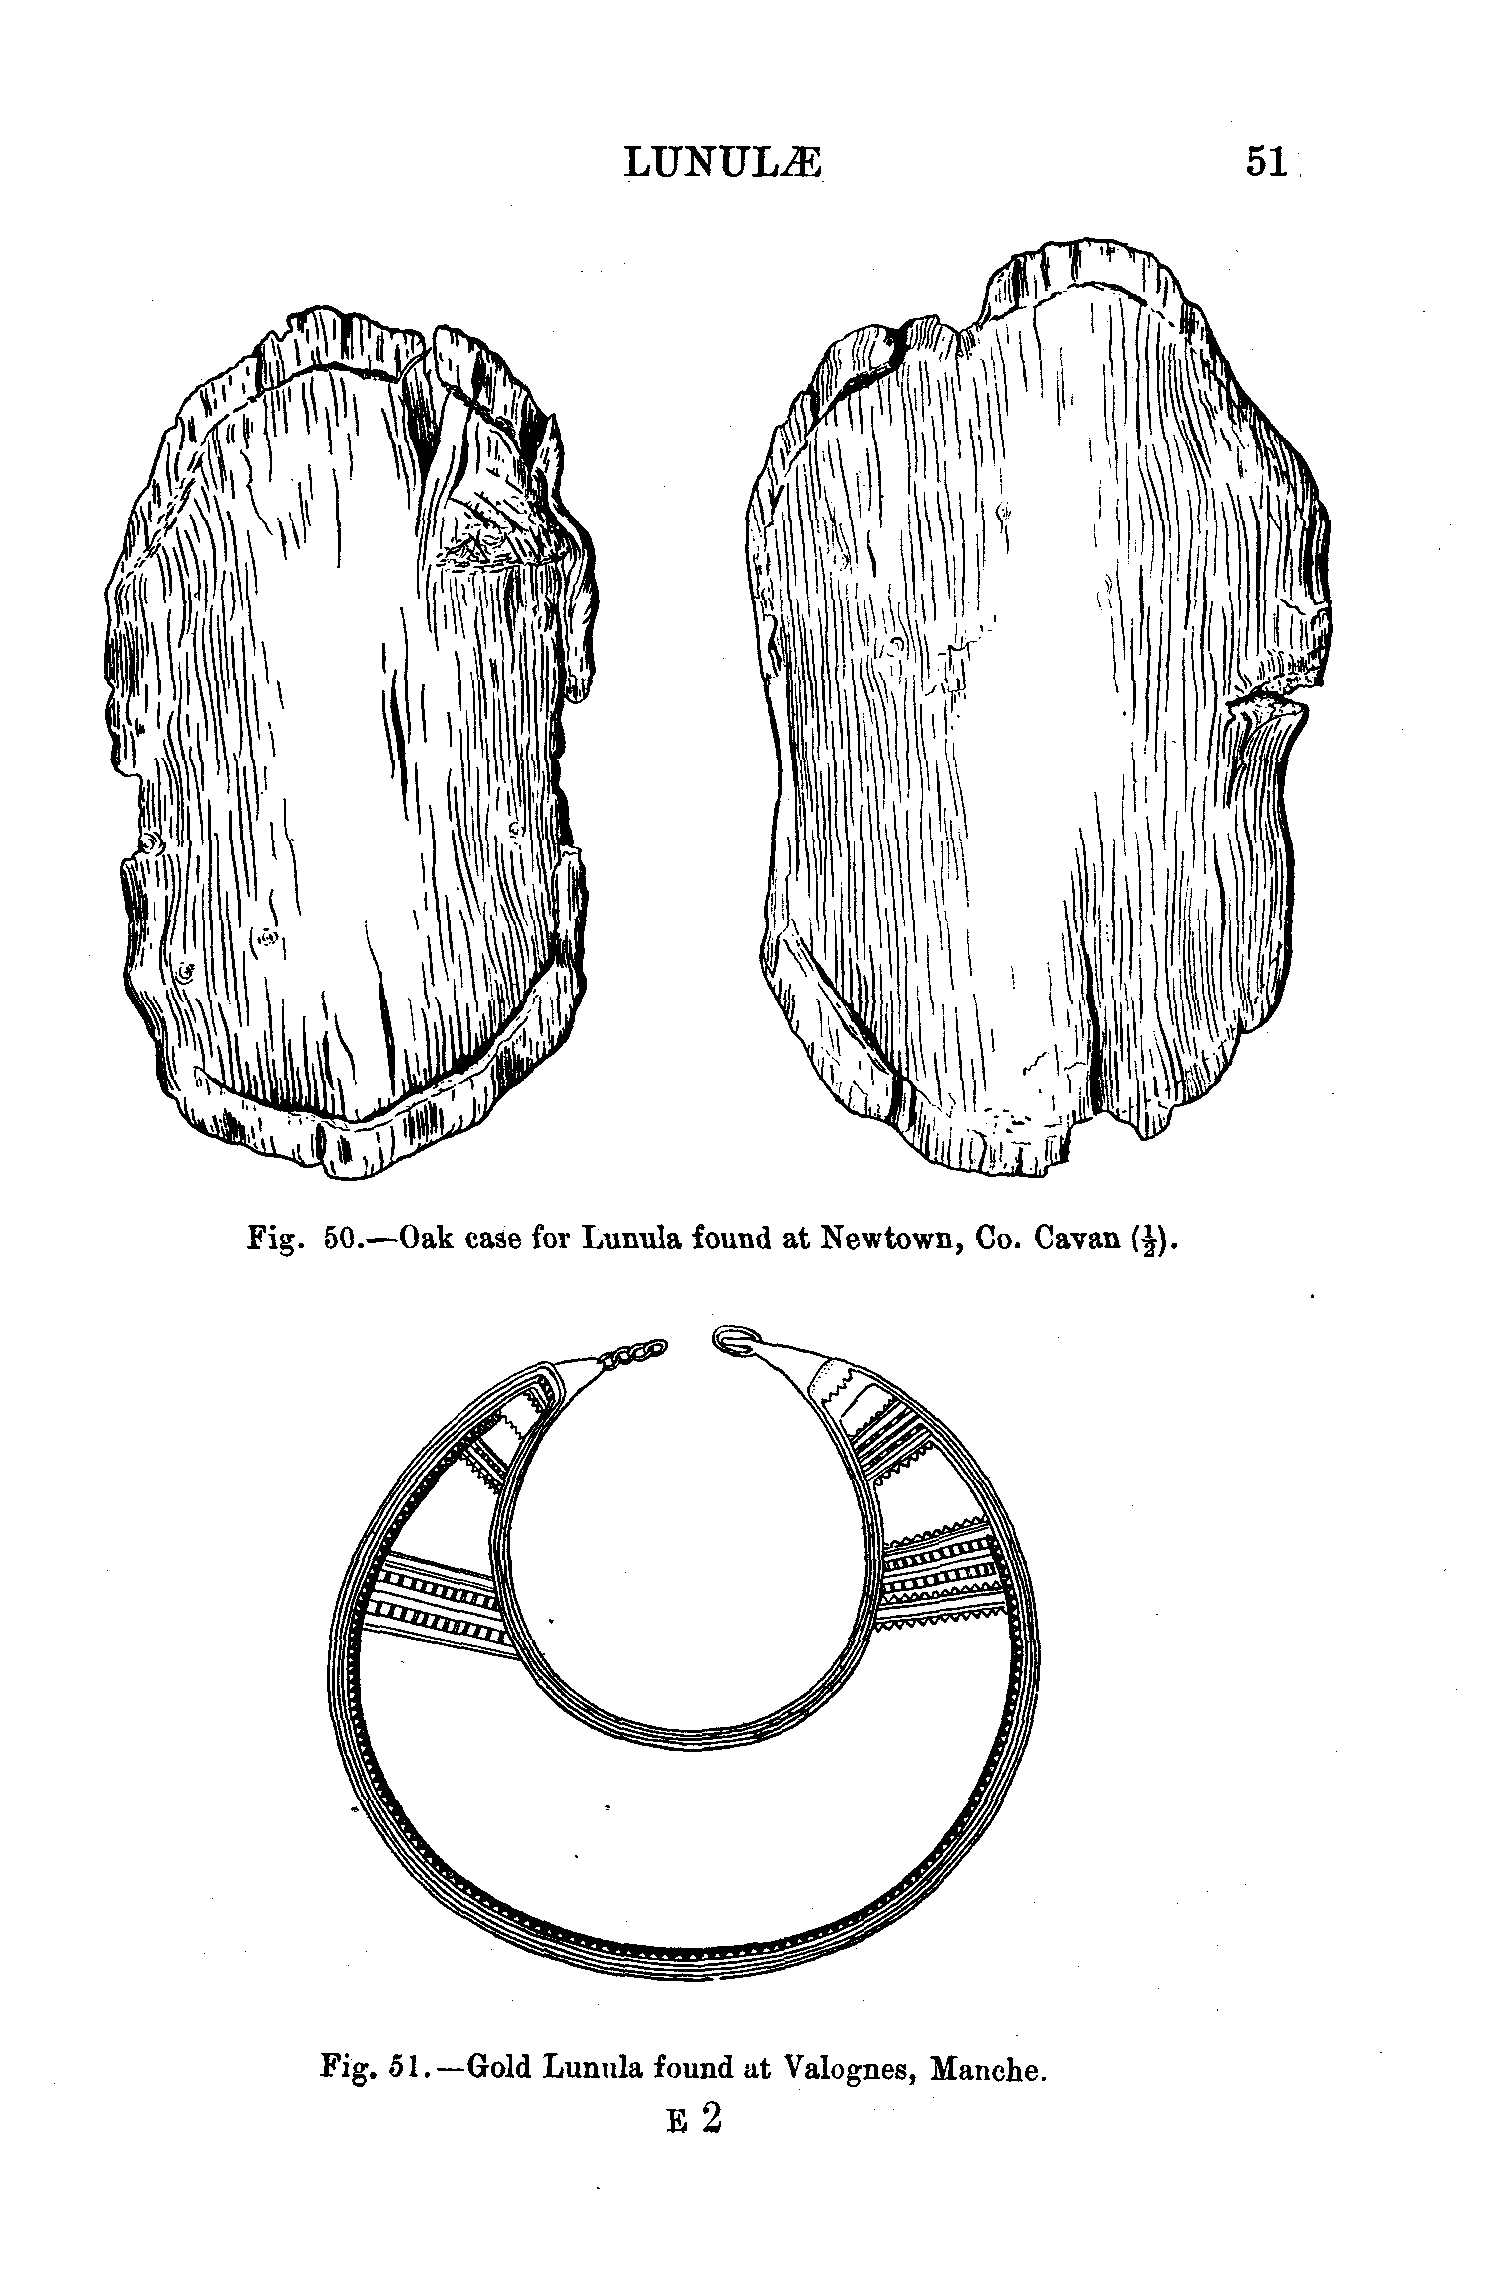 LUNULÆ 51
Fig. 50.—Oak case for Lunula found at Newtown, Co. Cavan (½).
Fig. 51.—Gold Lunula found at Valognes, Manche.
E 2